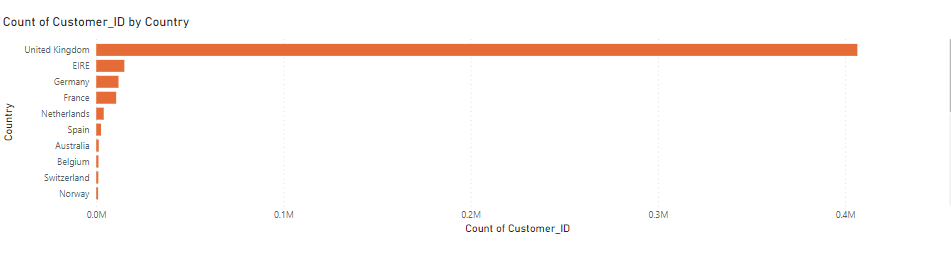 Count of Customer_ID by Country
Country
United Kingdom
EIRE
Germany
France
Netherlands
Spain
Australia
Belgium
Switzerland
Norway
0.0M 0.1M 0.2M 0.3M 0.4M
Count of Customer_ID